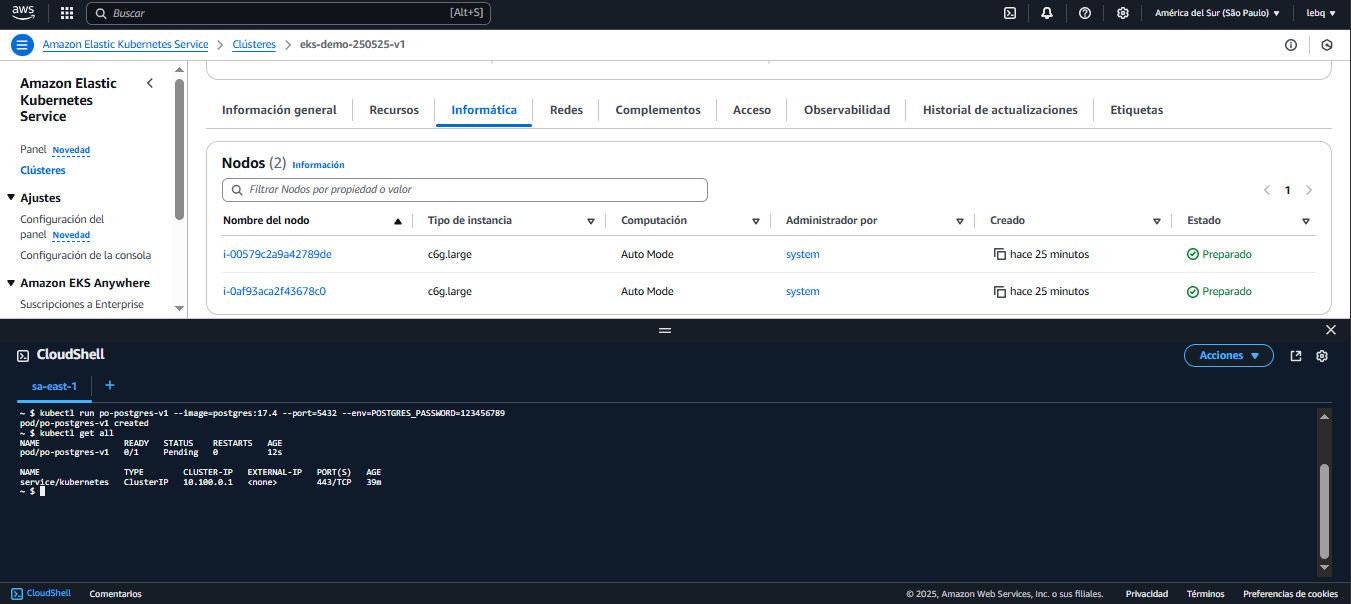 aws Buscar [Alt+S] América del Sur (São Paulo) lebq
Amazon Elastic Kubernetes Service > Clústeres > eks-demo-250525-v1
Amazon Elastic
Kubernetes
Service
Panel Novedad
Clústeres
Ajustes
Configuración del
panel Novedad
Configuración de la consola
Amazon EKS Anywhere
Suscripciones a Enterprise
Información general Recursos Informática Redes Complementos Acceso Observabilidad Historial de actualizaciones Etiquetas
Nodos (2) Información
Filtrar Nodos por propiedad o valor 1
Nombre del nodo Tipo de instancia Computación Administrador por Creado Estado
i-00579c2a9a42789de c6g.large Auto Mode system hace 25 minutos Preparado
i-0af93aca2f43678c0 c6g.large Auto Mode system hace 25 minutos Preparado
CloudShell Acciones
sa-east-1 +
~ $ kubectl run po-postgres-v1 --image=postgres:17.4 --port=5432 --env=POSTGRES_PASSWORD=123456789
pod/po-postgres-v1 created
~ $ kubectl get all
NAME READY STATUS RESTARTS AGE
pod/po-postgres-v1 0/1 Pending 0 12s
NAME TYPE CLUSTER-IP EXTERNAL-IP PORT(S) AGE
service/kubernetes ClusterIP 10.100.0.1 <none> 443/TCP 39m
~ $
CloudShell Comentarios © 2025, Amazon Web Services, Inc. o sus filiales. Privacidad Términos Preferencias de cookies